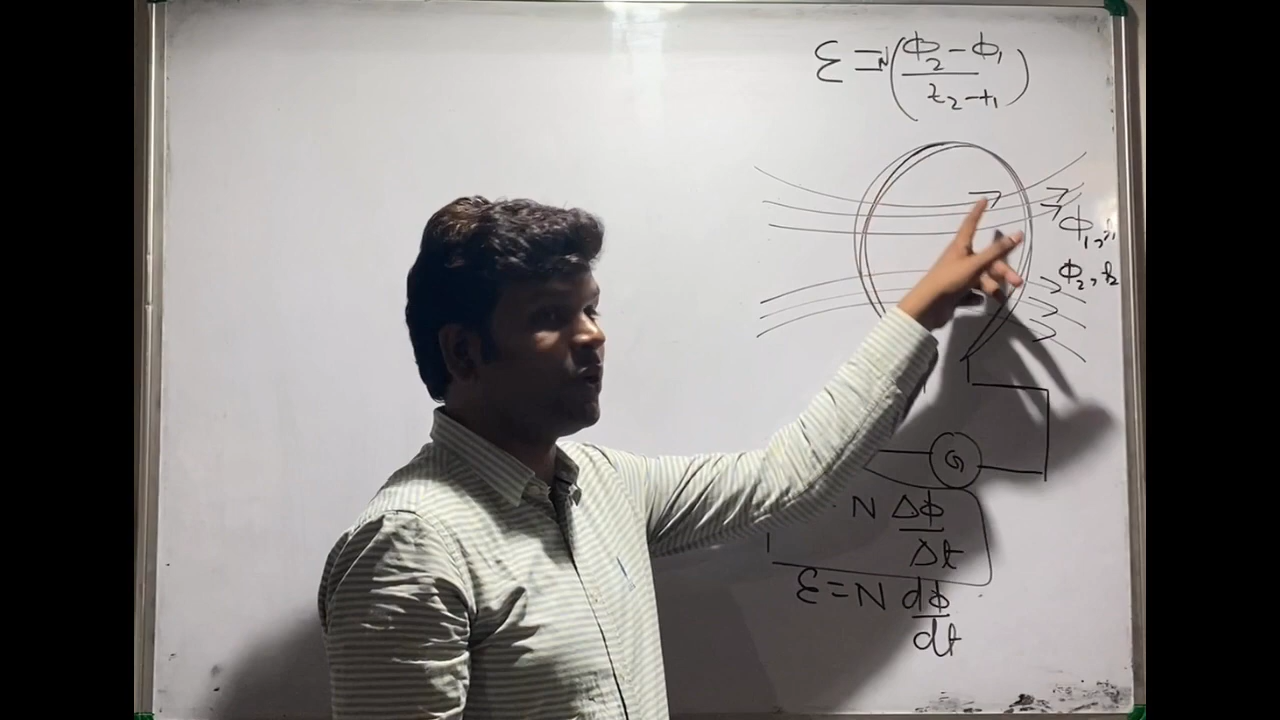 ε = N(ϕ₂ - ϕ₁ / t₂ - t₁)
ϕ₁, t₁
ϕ₂, t₂
G
N Δϕ / Δt
ε = N dϕ / dt